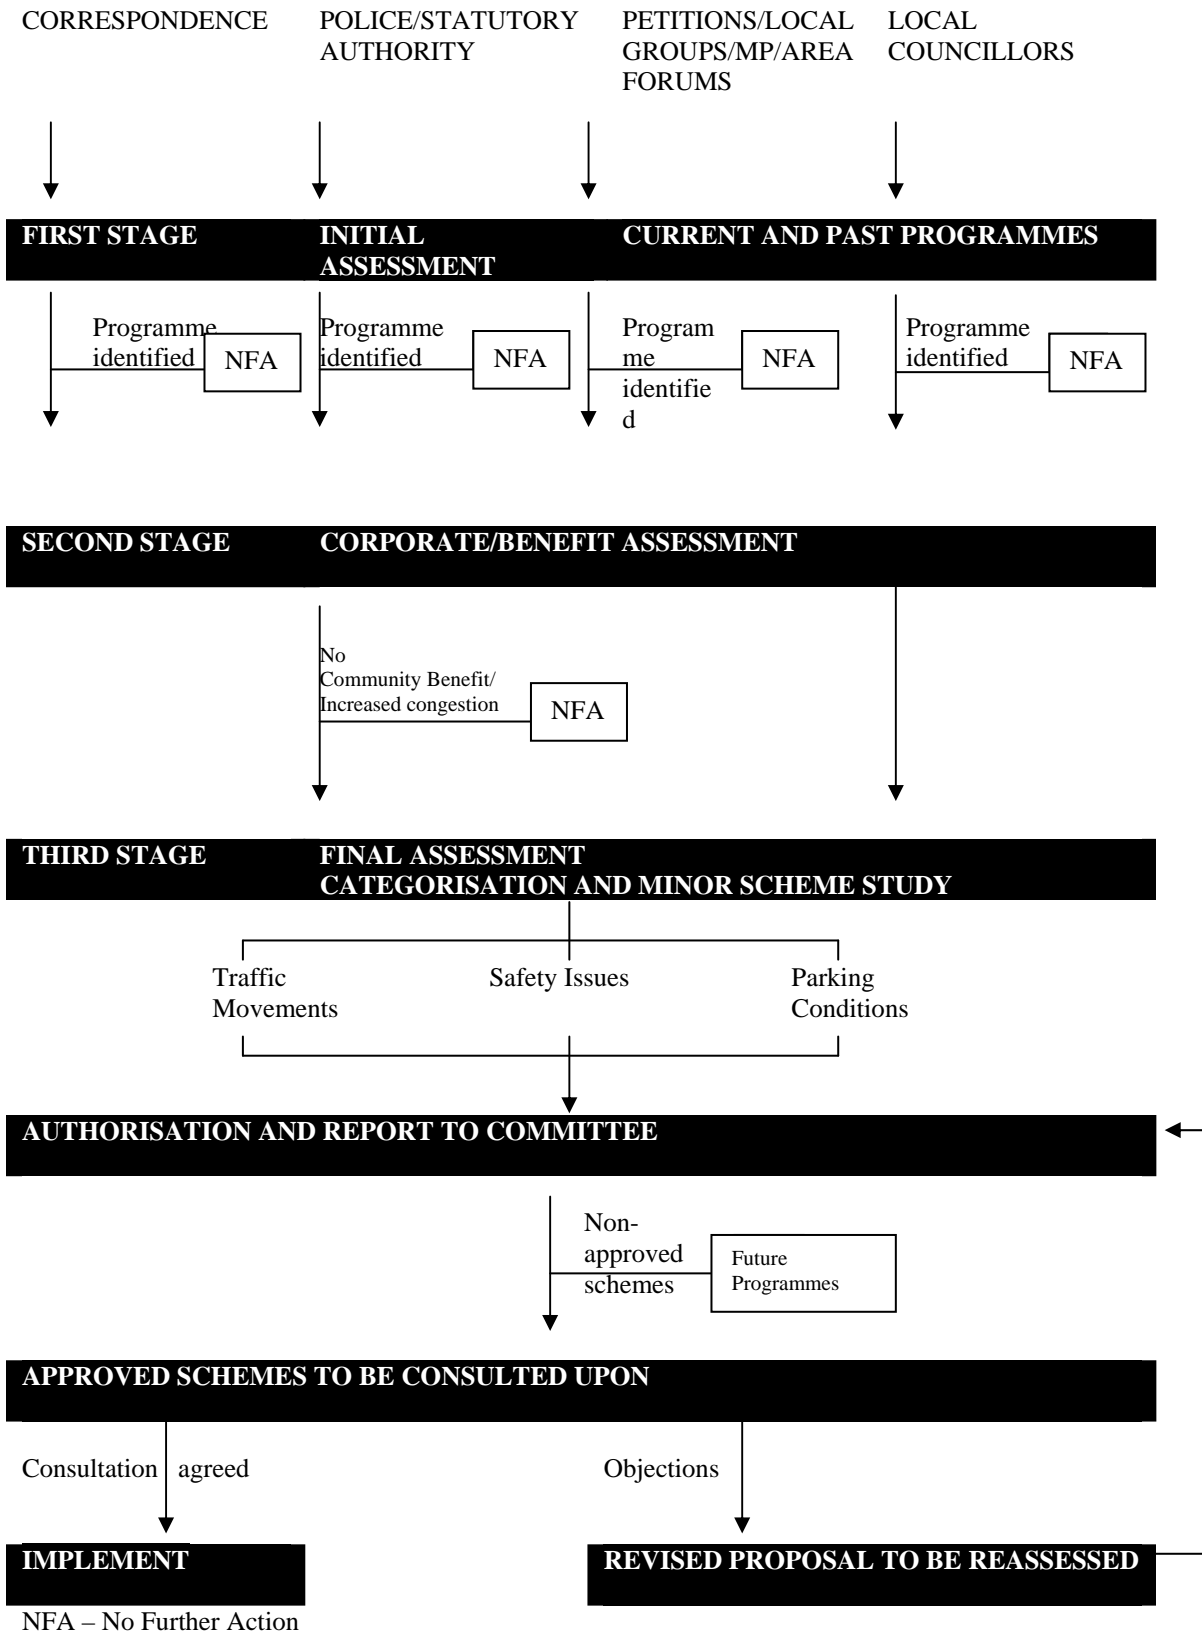 CORRESPONDENCE
POLICE/STATUTORY
AUTHORITY
PETITIONS/LOCAL
GROUPS/MP/AREA
FORUMS
LOCAL
COUNCILLORS
FIRST STAGE
INITIAL
ASSESSMENT
CURRENT AND PAST PROGRAMMES
Programme
identified
NFA
Programme
identified
NFA
Program
me
identifie
d
NFA
Programme
identified
NFA
SECOND STAGE
CORPORATE/BENEFIT ASSESSMENT
No
Community Benefit/
Increased congestion
NFA
THIRD STAGE
FINAL ASSESSMENT
CATEGORISATION AND MINOR SCHEME STUDY
Traffic
Movements
Safety Issues
Parking
Conditions
AUTHORISATION AND REPORT TO COMMITTEE
Non-
approved
schemes
Future
Programmes
APPROVED SCHEMES TO BE CONSULTED UPON
Consultation agreed
Objections
IMPLEMENT
REVISED PROPOSAL TO BE REASSESSED
NFA – No Further Action